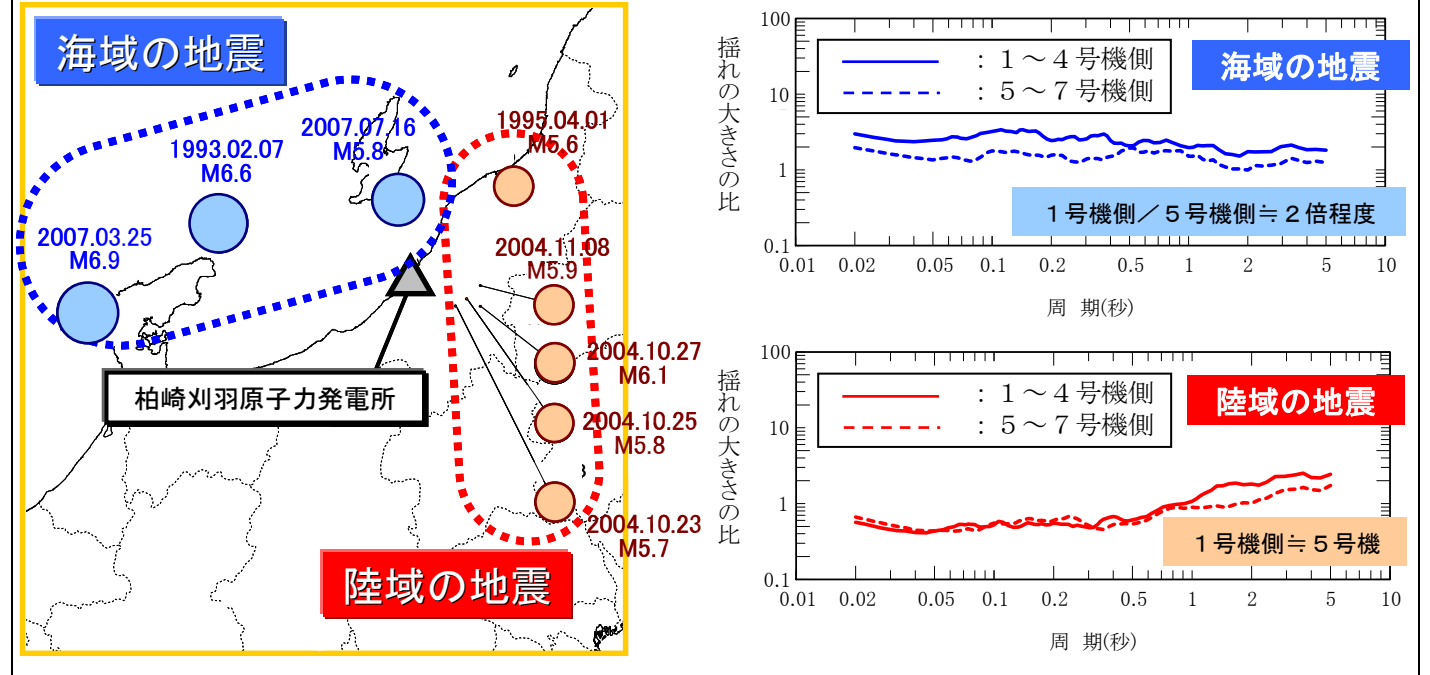 海域の地震
2007.07.16
M5.8
1993.02.07
M6.6
2007.03.25
M6.9
1995.04.01
M5.6
2004.11.08
M5.9
2004.10.27
M6.1
2004.10.25
M5.8
2004.10.23
M5.7
柏崎刈羽原子力発電所
陸域の地震
揺れの大きさの比
100
10
1
0.1
：１～４号機側
：５～７号機側
海域の地震
１号機側／５号機側≒２倍程度
0.01 0.02 0.05 0.1 0.2 0.5 1 2 5 10
周 期(秒)
揺れの大きさの比
100
10
1
0.1
：１～４号機側
：５～７号機側
陸域の地震
１号機側≒５号機
0.01 0.02 0.05 0.1 0.2 0.5 1 2 5 10
周 期(秒)